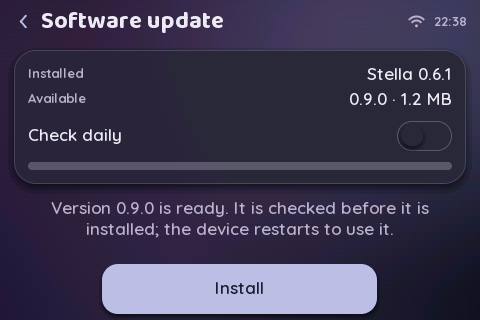 Software update
22:38
Installed
Stella 0.6.1
Available
0.9.0 · 1.2 MB
Check daily
Version 0.9.0 is ready. It is checked before it is
installed; the device restarts to use it.
Install